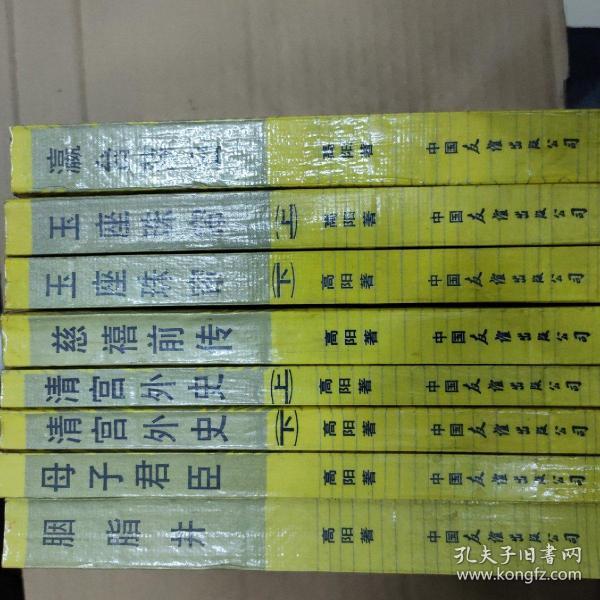 瀛台落日 高阳著 中国友谊出版公司
玉座珠帘 (上) 高阳著 中国友谊出版公司
玉座珠帘 (下) 高阳著 中国友谊出版公司
慈禧前传 高阳著 中国友谊出版公司
清宫外史 (上) 高阳著 中国友谊出版公司
清宫外史 (下) 高阳著 中国友谊出版公司
母子君臣 高阳著 中国友谊出版公司
胭脂井 高阳著 中国友谊出版公司
孔夫子旧书网
www.kongfz.com